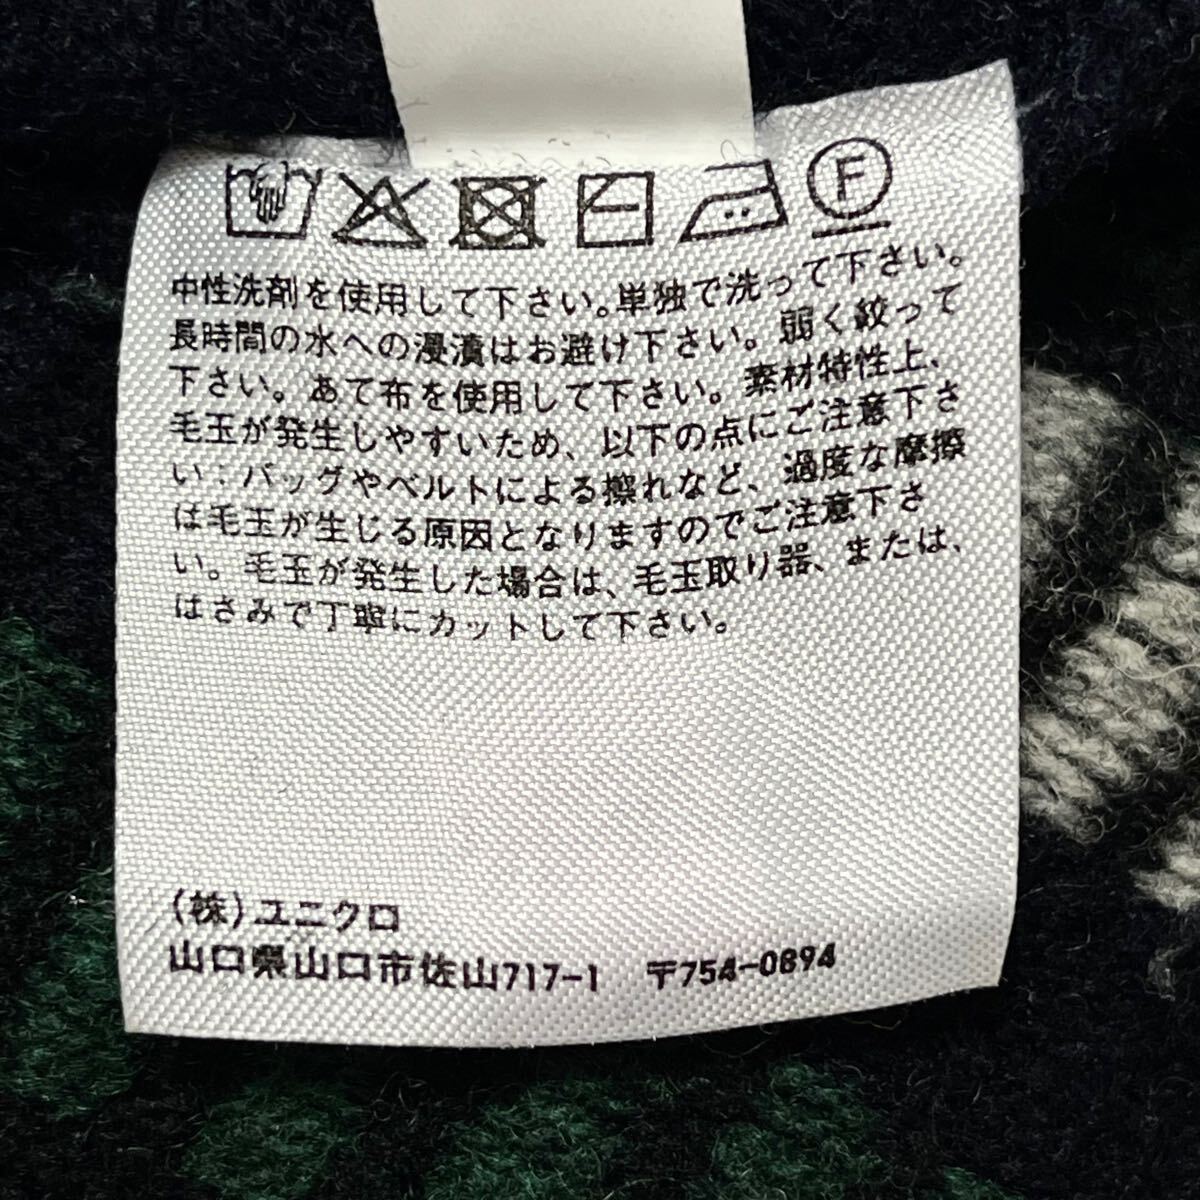 F
中性洗剤を使用して下さい。単独で洗って下さい。
長時間の水への浸漬はお避け下さい。弱く絞って
下さい。あて布を使用して下さい。素材特性上、
毛玉が発生しやすいため、以下の点にご注意下さ
い：バッグやベルトによる擦れなど、過度な摩擦
は毛玉が生じる原因となりますのでご注意下さ
い。毛玉が発生した場合は、毛玉取り器、または、
はさみで丁寧にカットして下さい。
(株)ユニクロ
山口県山口市佐山717-1 〒754-0894